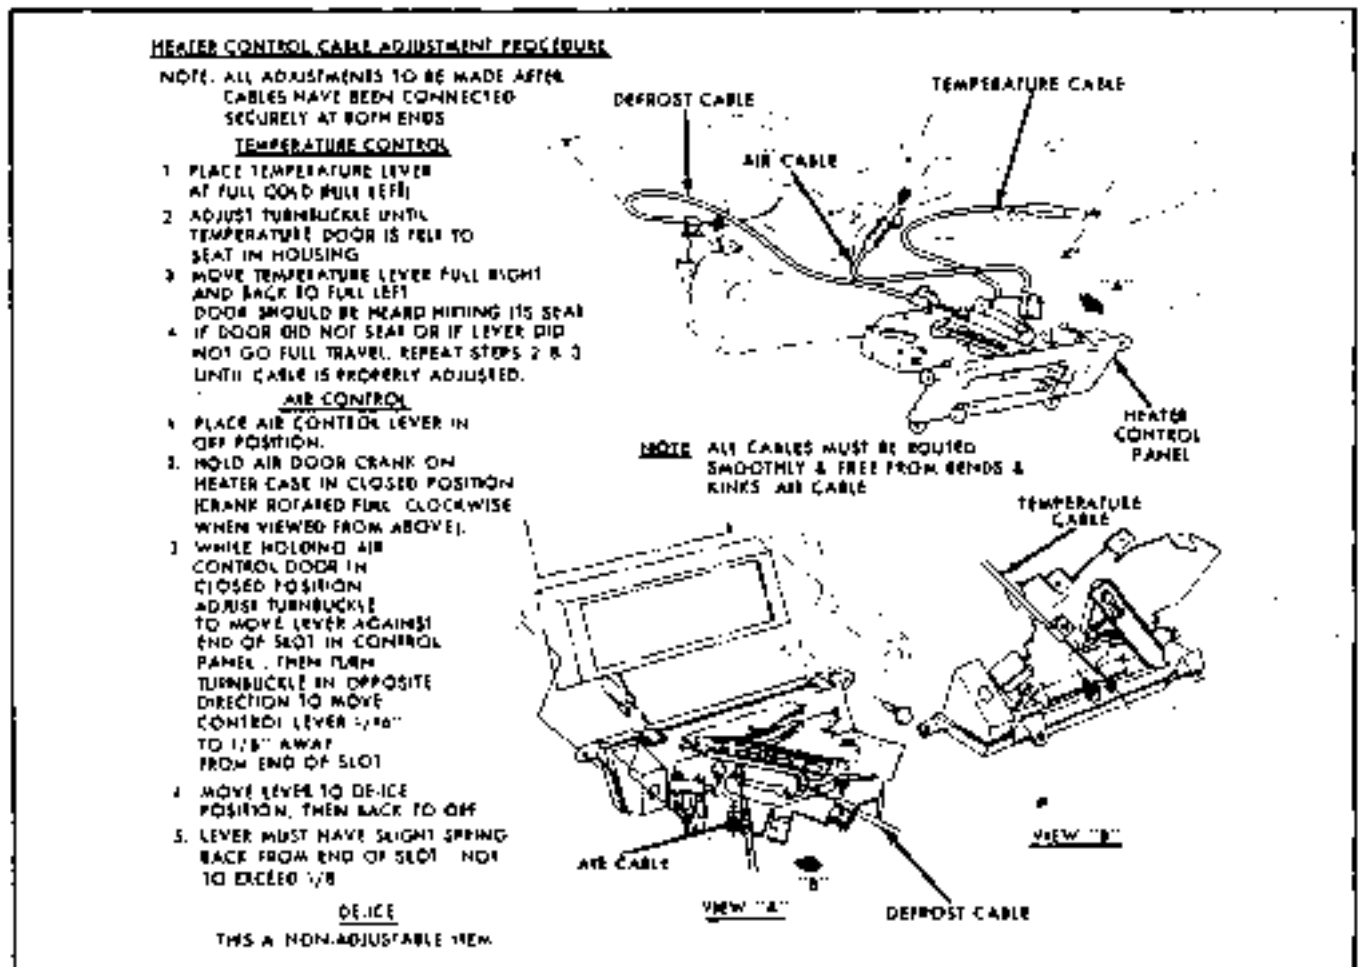 HEATER CONTROL CABLE ADJUSTMENT PROCEDURE
NOTE. ALL ADJUSTMENTS TO BE MADE AFTER
CABLES HAVE BEEN CONNECTED
SECURELY AT BOTH ENDS
TEMPERATURE CONTROL
1 PLACE TEMPERATURE LEVER
AT FULL COLD (FULL LEFT)
2 ADJUST TURNBUCKLE UNTIL
TEMPERATURE DOOR IS FELT TO
SEAT IN HOUSING
3 MOVE TEMPERATURE LEVER FULL RIGHT
AND BACK TO FULL LEFT
DOOR SHOULD BE HEARD HITTING ITS SEAT
4 IF DOOR DID NOT SEAT OR IF LEVER DID
NOT GO FULL TRAVEL, REPEAT STEPS 2 & 3
UNTIL CABLE IS PROPERLY ADJUSTED.
AIR CONTROL
1. PLACE AIR CONTROL LEVER IN
OFF POSITION.
2. HOLD AIR DOOR CRANK ON
HEATER CASE IN CLOSED POSITION
(CRANK ROTATED FULL CLOCKWISE
WHEN VIEWED FROM ABOVE).
3 WHILE HOLDING AIR
CONTROL DOOR IN
CLOSED POSITION
ADJUST TURNBUCKLE
TO MOVE LEVER AGAINST
END OF SLOT IN CONTROL
PANEL, THEN TURN
TURNBUCKLE IN OPPOSITE
DIRECTION TO MOVE
CONTROL LEVER 1/16"
TO 1/8" AWAY
FROM END OF SLOT
4 MOVE LEVER TO DE-ICE
POSITION, THEN BACK TO OFF
5. LEVER MUST HAVE SLIGHT SPRING
BACK FROM END OF SLOT NOT
TO EXCEED 1/8
DE-ICE
THIS A NON-ADJUSTABLE ITEM
DEFROST CABLE
TEMPERATURE CABLE
AIR CABLE
"A"
HEATER
CONTROL
PANEL
NOTE ALL CABLES MUST BE ROUTED
SMOOTHLY & FREE FROM BENDS &
KINKS AIR CABLE
TEMPERATURE
CABLE
AIR CABLE
"B"
VIEW "A"
DEFROST CABLE
VIEW "B"